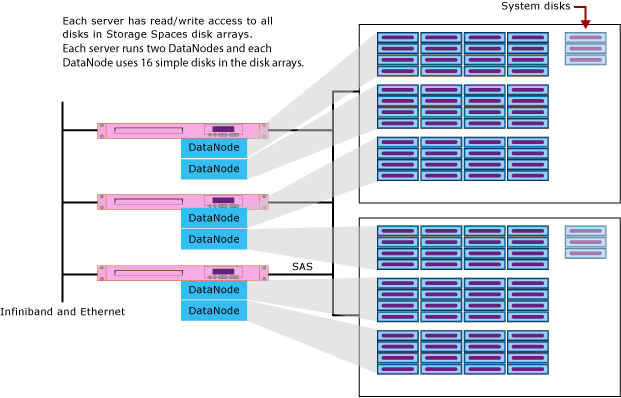 System disks
Each server has read/write access to all
disks in Storage Spaces disk arrays.
Each server runs two DataNodes and each
DataNode uses 16 simple disks in the disk arrays.
DataNode
DataNode
DataNode
DataNode
SAS
DataNode
DataNode
Infiniband and Ethernet